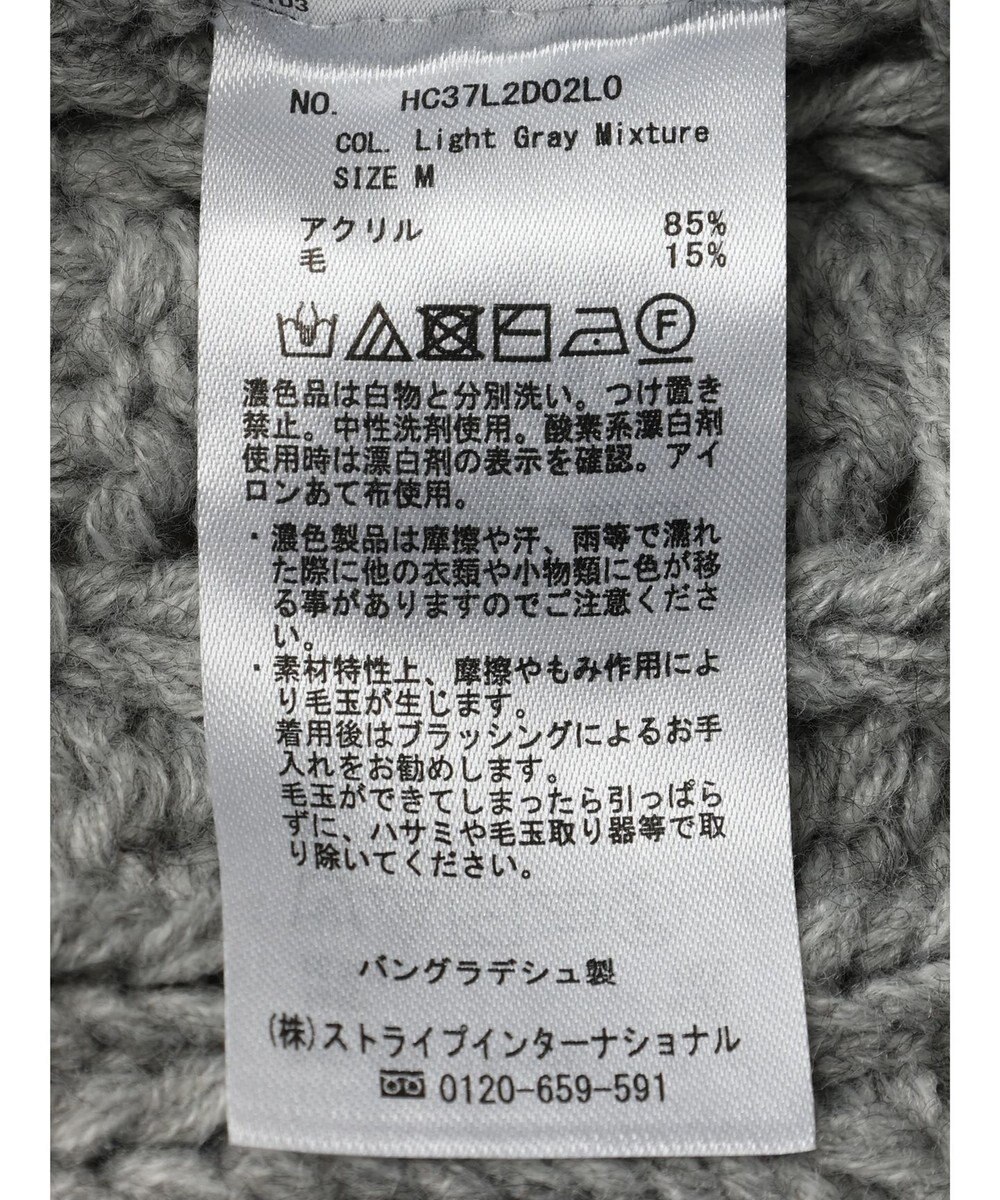 103
NO. HC37L2D02L0
COL. Light Gray Mixture
SIZE M
アクリル 85%
毛 15%
F
濃色品は白物と分別洗い。つけ置き
禁止。中性洗剤使用。酸素系漂白剤
使用時は漂白剤の表示を確認。アイ
ロンあて布使用。
・濃色製品は摩擦や汗、雨等で濡れ
た際に他の衣類や小物類に色が移
る事がありますのでご注意くださ
い。
・素材特性上、摩擦やもみ作用によ
り毛玉が生じます。
着用後はブラッシングによるお手
入れをお勧めします。
毛玉ができてしまったら引っぱら
ずに、ハサミや毛玉取り器等で取
り除いてください。
バングラデシュ製
(株)ストライプインターナショナル
0120-659-591